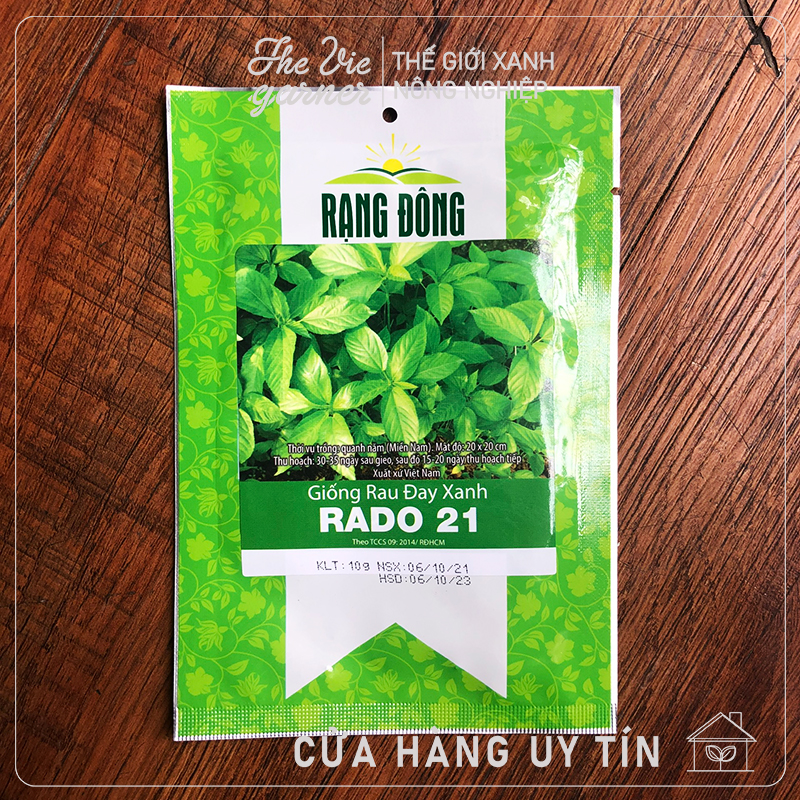 The Vie
garner
THẾ GIỚI XANH
NÔNG NGHIỆP
RẠNG ĐÔNG
Thời vụ trồng: quanh năm (Miền Nam). Mật độ: 20 x 20 cm
Thu hoạch: 30-35 ngày sau gieo, sau đó 15-20 ngày thu hoạch tiếp
Xuất xứ Việt Nam
Giống Rau Đay Xanh
RADO 21
Theo TCCS 09: 2014/ RĐHCM
KLT:10g NSX:06/10/21
HSD:06/10/23
CỬA HÀNG UY TÍN